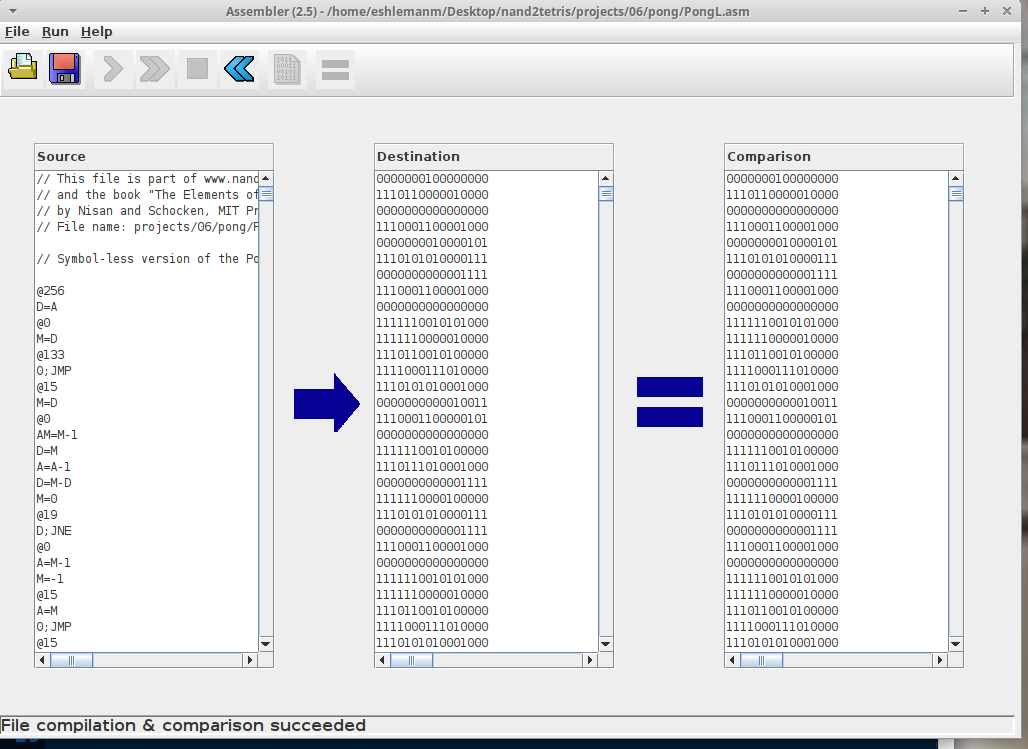 Assembler (2.5) - /home/eshlemanm/Desktop/nand2tetris/projects/06/pong/PongL.asm
File Run Help
Source
// This file is part of www.nand
// and the book "The Elements of
// by Nisan and Schocken, MIT Pr
// File name: projects/06/pong/P
// Symbol-less version of the Po
@256
D=A
@0
M=D
@133
0;JMP
@15
M=D
@0
AM=M-1
D=M
A=A-1
D=M-D
M=0
@19
D;JNE
@0
A=M-1
M=-1
@15
A=M
0;JMP
@15
Destination
0000000100000000
1110110000010000
0000000000000000
1110001100001000
0000000010000101
1110101010000111
0000000000001111
1110001100001000
0000000000000000
1111110010101000
1111110000010000
1110110010100000
1111000111010000
1110101010001000
0000000000010011
1110001100000101
0000000000000000
1111110010100000
1110111010001000
0000000000001111
1111110000100000
1110101010000111
0000000000001111
1110001100001000
0000000000000000
1111110010101000
1111110000010000
1110110010100000
1111000111010000
1110101010001000
Comparison
0000000100000000
1110110000010000
0000000000000000
1110001100001000
0000000010000101
1110101010000111
0000000000001111
1110001100001000
0000000000000000
1111110010101000
1111110000010000
1110110010100000
1111000111010000
1110101010001000
0000000000010011
1110001100000101
0000000000000000
1111110010100000
1110111010001000
0000000000001111
1111110000100000
1110101010000111
0000000000001111
1110001100001000
0000000000000000
1111110010101000
1111110000010000
1110110010100000
1111000111010000
1110101010001000
File compilation & comparison succeeded